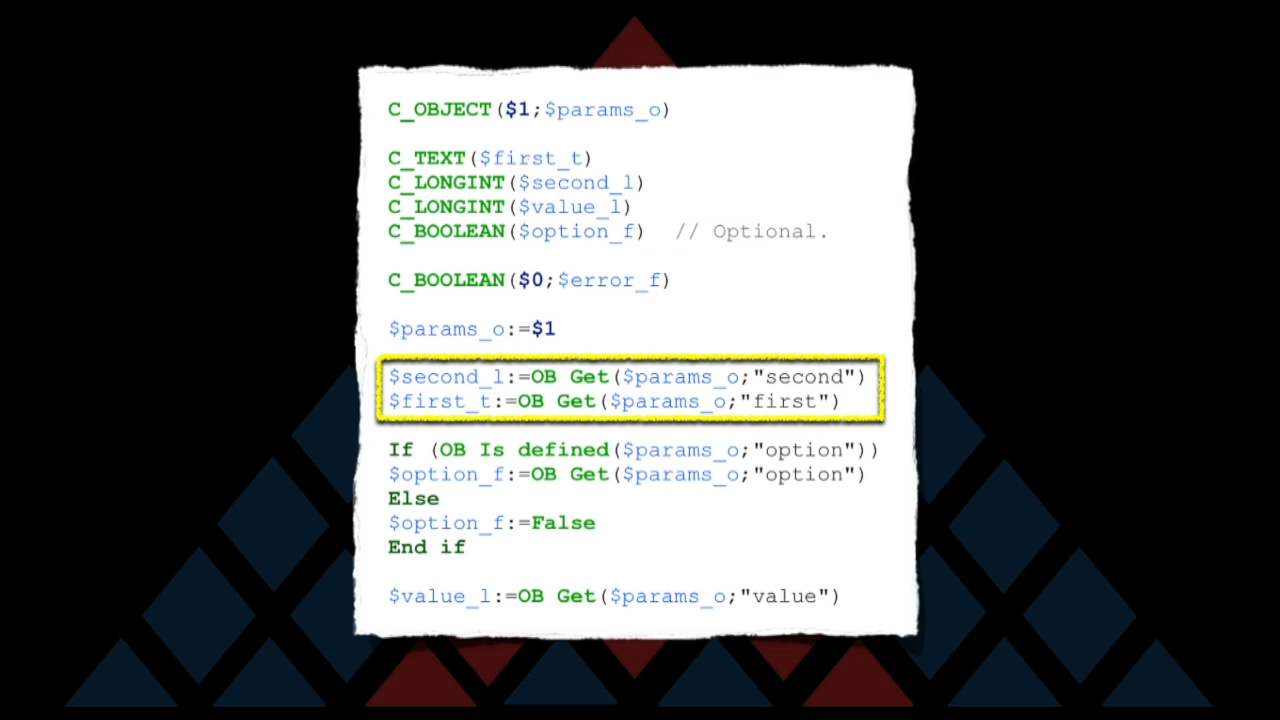 C_OBJECT($1;$params_o)
C_TEXT($first_t)
C_LONGINT($second_l)
C_LONGINT($value_l)
C_BOOLEAN($option_f)  // Optional.
C_BOOLEAN($0;$error_f)
$params_o:=$1
$second_l:=OB Get($params_o;"second")
$first_t:=OB Get($params_o;"first")
If (OB Is defined($params_o;"option"))
$option_f:=OB Get($params_o;"option")
Else
$option_f:=False
End if
$value_l:=OB Get($params_o;"value")